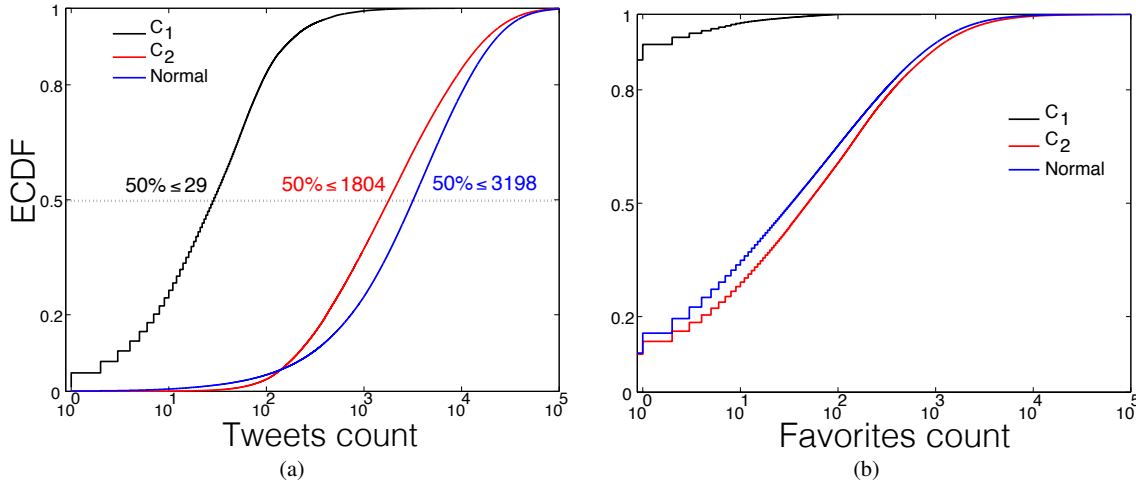 1
0.8
0.5
0.2
0
ECDF
C1
C2
Normal
50% ≤ 29
50% ≤ 1804
50% ≤ 3198
10^0 10^1 10^2 10^3 10^4 10^5
Tweets count
(a)
1
0.8
0.5
0.2
0
C1
C2
Normal
10^0 10^1 10^2 10^3 10^4 10^5
Favorites count
(b)